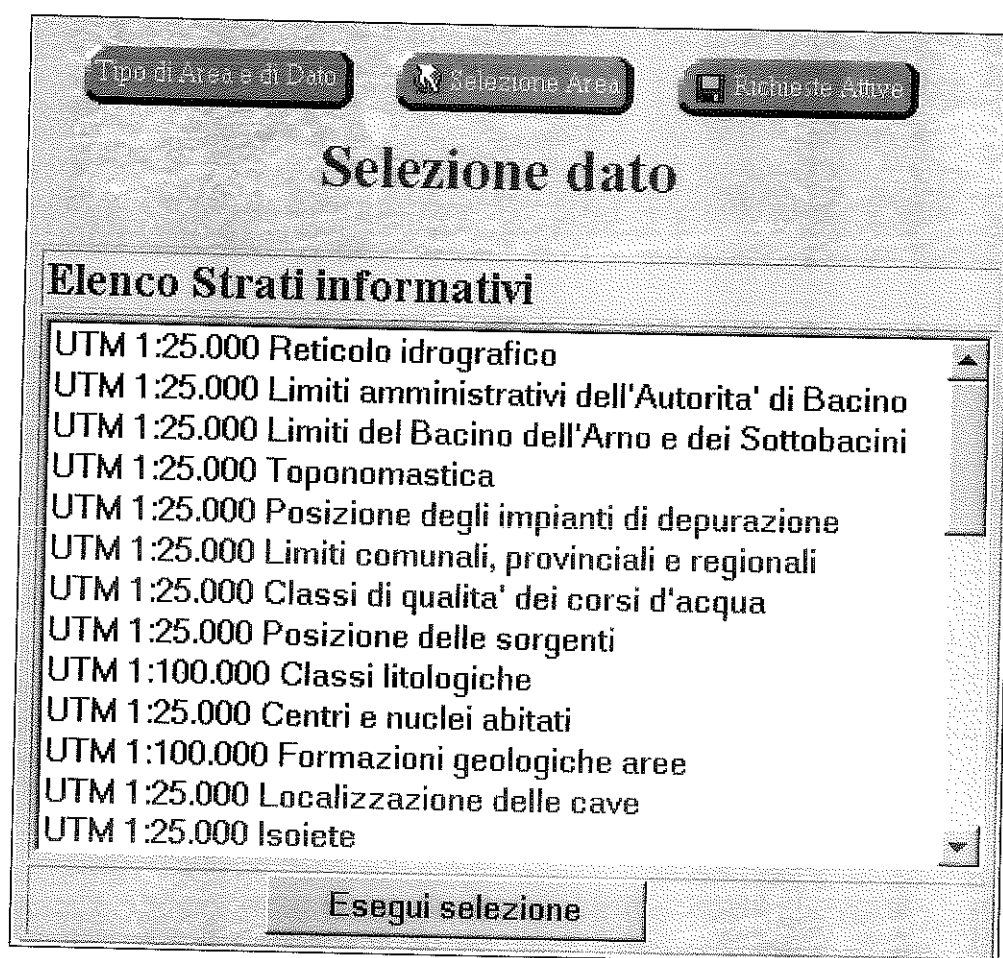 Tipo di Area e di Dato
Selezione Area
Richieste Attive
Selezione dato
Elenco Strati informativi
UTM 1:25.000 Reticolo idrografico
UTM 1:25.000 Limiti amministrativi dell'Autorita' di Bacino
UTM 1:25.000 Limiti del Bacino dell'Arno e dei Sottobacini
UTM 1:25.000 Toponomastica
UTM 1:25.000 Posizione degli impianti di depurazione
UTM 1:25.000 Limiti comunali, provinciali e regionali
UTM 1:25.000 Classi di qualita' dei corsi d'acqua
UTM 1:25.000 Posizione delle sorgenti
UTM 1:100.000 Classi litologiche
UTM 1:25.000 Centri e nuclei abitati
UTM 1:100.000 Formazioni geologiche aree
UTM 1:25.000 Localizzazione delle cave
UTM 1:25.000 Isoiete
Esegui selezione